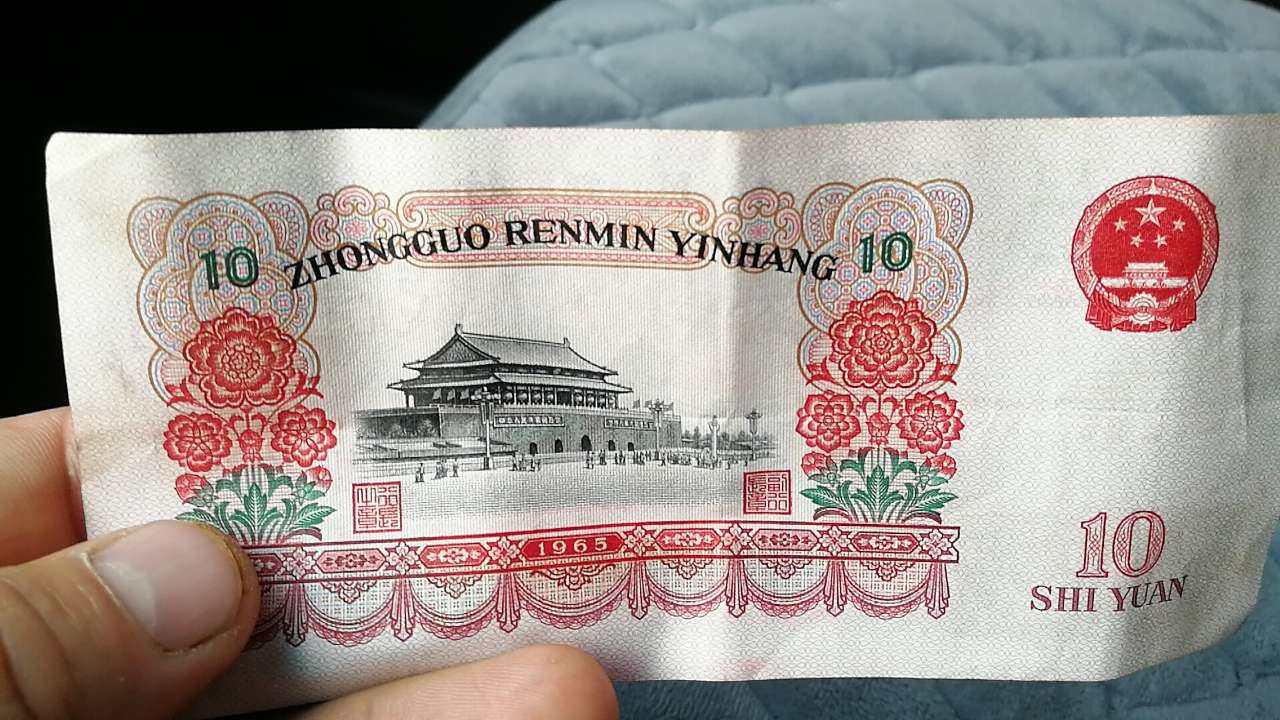 10 ZHONGGUO RENMIN YINHANG 10
1965
10
SHI YUAN